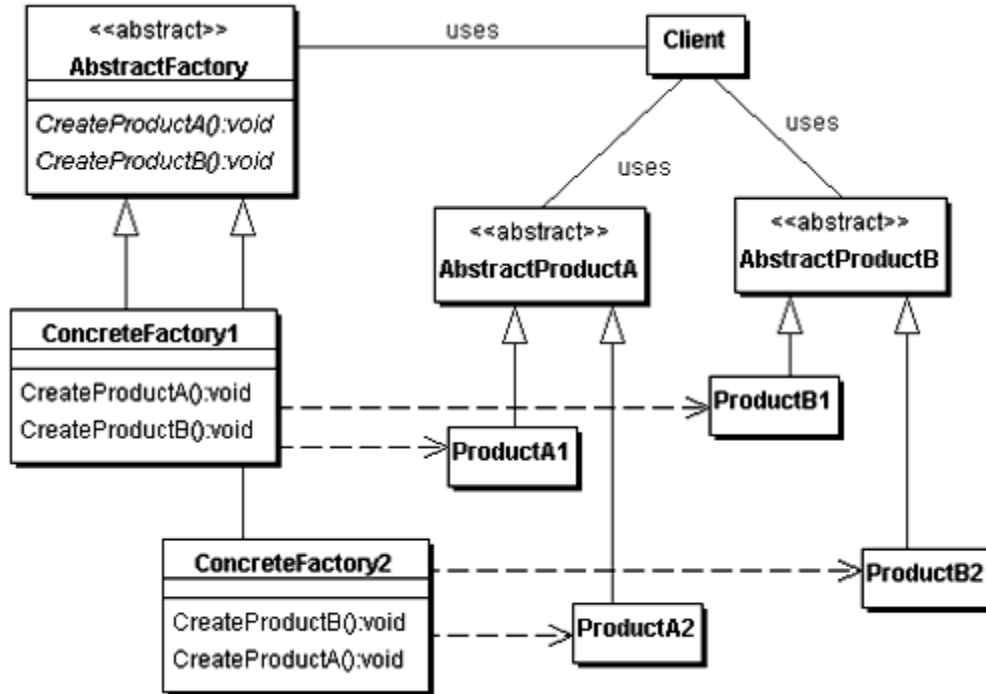 <<abstract>>
AbstractFactory
CreateProductA():void
CreateProductB():void
uses
Client
uses
uses
<<abstract>>
AbstractProductA
<<abstract>>
AbstractProductB
ConcreteFactory1
CreateProductA():void
CreateProductB():void
ProductB1
ProductA1
ConcreteFactory2
CreateProductB():void
CreateProductA():void
ProductB2
ProductA2